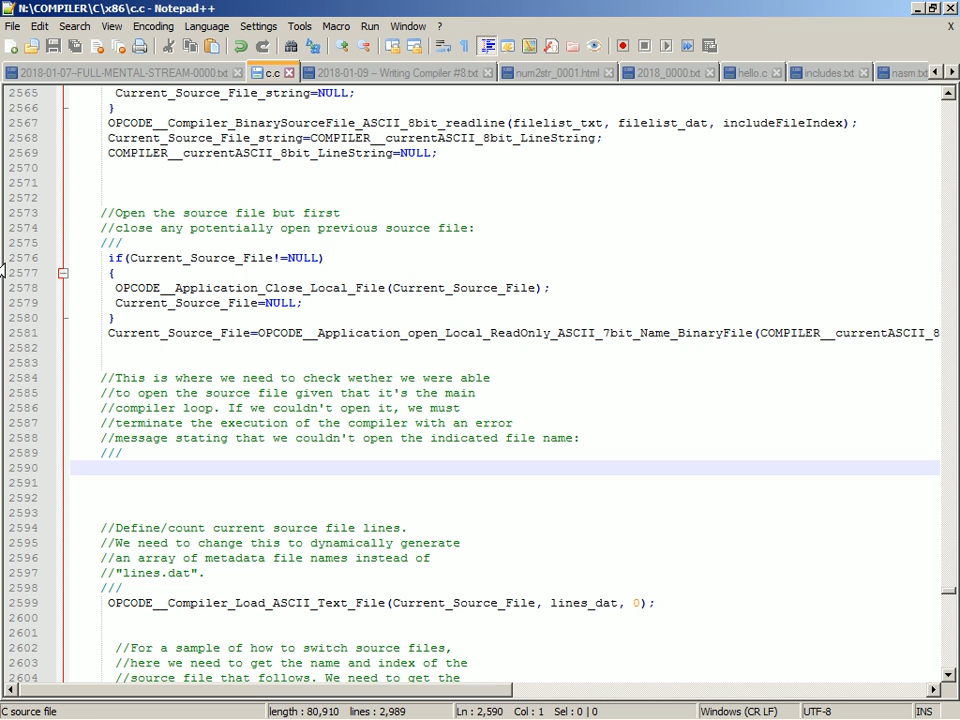 N:\COMPILER\C\x86\c.c - Notepad++
File Edit Search View Encoding Language Settings Tools Macro Run Window ? X
2018-01-07-FULL-MENTAL-STREAM-0000.txt c.c 2018-01-09 -- Writing Compiler #8.txt num2str_0001.html 2018_0000.txt hello.c includes.txt nasm.txt
2565 Current_Source_File_string=NULL;
2566 }
2567 OPCODE__Compiler_BinarySourceFile_ASCII_8bit_readline(filelist_txt, filelist_dat, includeFileIndex);
2568 Current_Source_File_string=COMPILER__currentASCII_8bit_LineString;
2569 COMPILER__currentASCII_8bit_LineString=NULL;
2570
2571
2572
2573 //Open the source file but first
2574 //close any potentially open previous source file:
2575 ///
2576 if(Current_Source_File!=NULL)
2577 {
2578 OPCODE__Application_Close_Local_File(Current_Source_File);
2579 Current_Source_File=NULL;
2580 }
2581 Current_Source_File=OPCODE__Application_open_Local_ReadOnly_ASCII_7bit_Name_BinaryFile(COMPILER__currentASCII_8
2582
2583
2584 //This is where we need to check wether we were able
2585 //to open the source file given that it's the main
2586 //compiler loop. If we couldn't open it, we must
2587 //terminate the execution of the compiler with an error
2588 //message stating that we couldn't open the indicated file name:
2589 ///
2590
2591
2592
2593
2594 //Define/count current source file lines.
2595 //We need to change this to dynamically generate
2596 //an array of metadata file names instead of
2597 //"lines.dat".
2598 ///
2599 OPCODE__Compiler_Load_ASCII_Text_File(Current_Source_File, lines_dat, 0);
2600
2601
2602 //For a sample of how to switch source files,
2603 //here we need to get the name and index of the
2604 //source file that follows. We need to get the
C source file length : 80,910 lines : 2,989 Ln : 2,590 Col : 1 Sel : 0 | 0 Windows (CR LF) UTF-8 INS